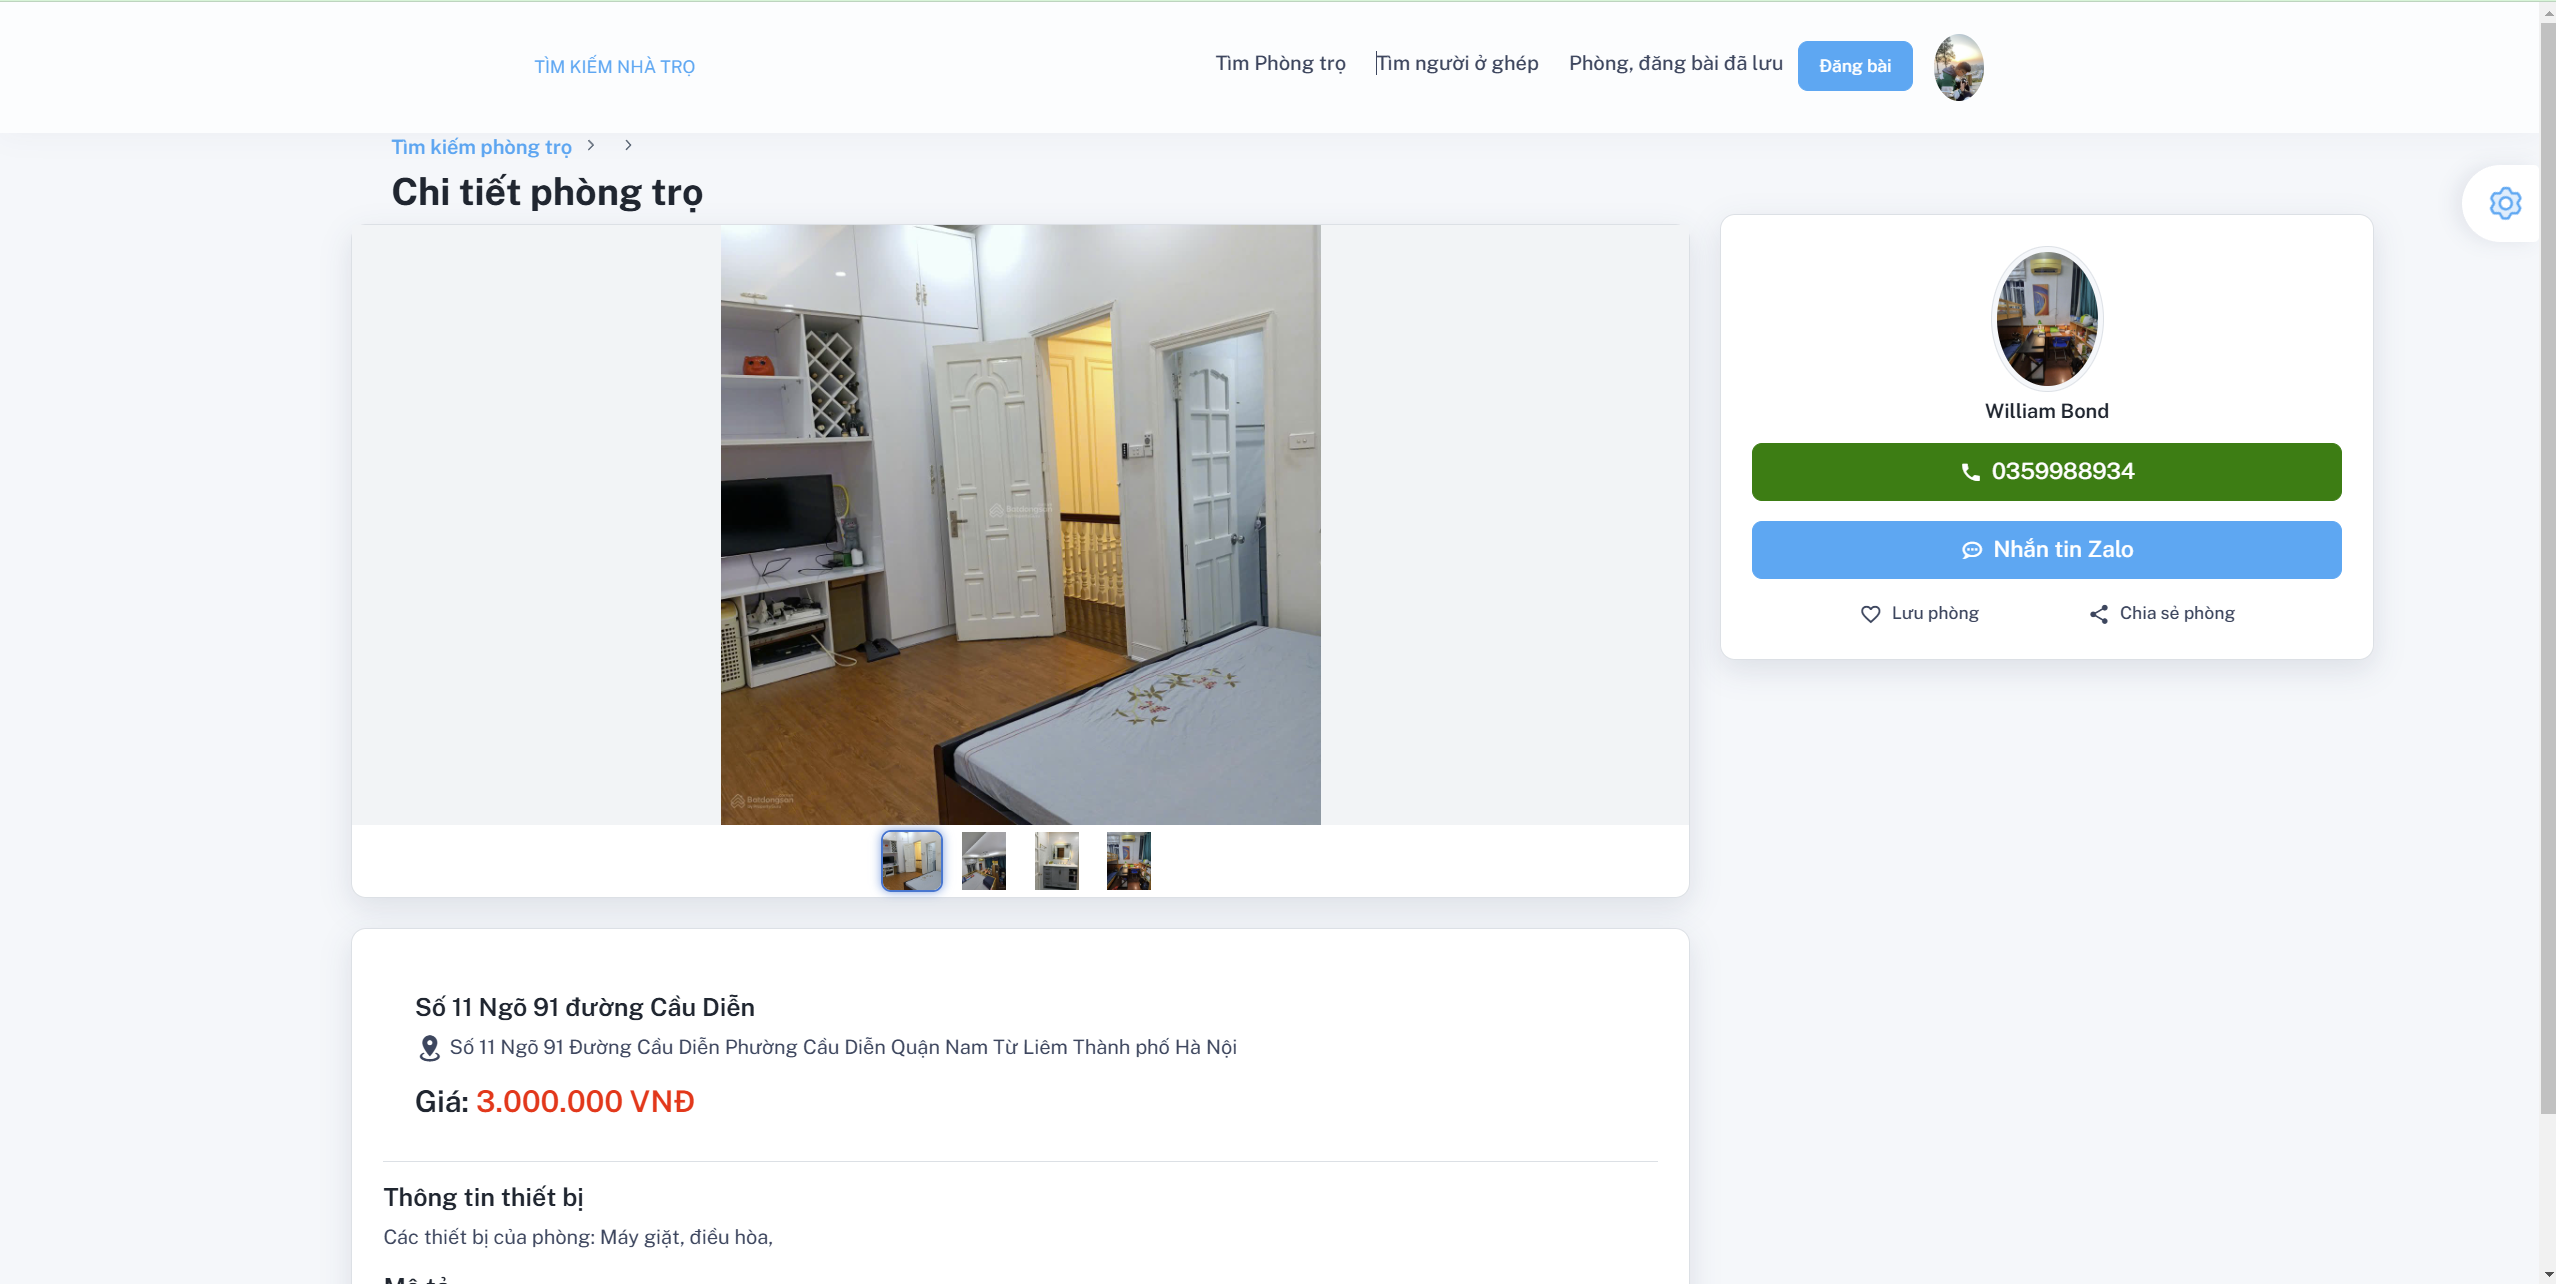 TÌM KIẾM NHÀ TRỌ
Tìm Phòng trọ
Tìm người ở ghép
Phòng, đăng bài đã lưu
Đăng bài
Tìm kiếm phòng trọ
Chi tiết phòng trọ
Batdongsan
Batdongsan
William Bond
0359988934
Nhắn tin Zalo
Lưu phòng
Chia sẻ phòng
Số 11 Ngõ 91 đường Cầu Diễn
Số 11 Ngõ 91 Đường Cầu Diễn Phường Cầu Diễn Quận Nam Từ Liêm Thành phố Hà Nội
Giá: 3.000.000 VNĐ
Thông tin thiết bị
Các thiết bị của phòng: Máy giặt, điều hòa,
Mô tả